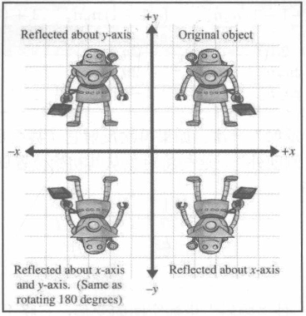 +y
Reflected about y-axis
Original object
–x
+x
Reflected about x-axis
and y-axis. (Same as
rotating 180 degrees)
Reflected about x-axis
–y